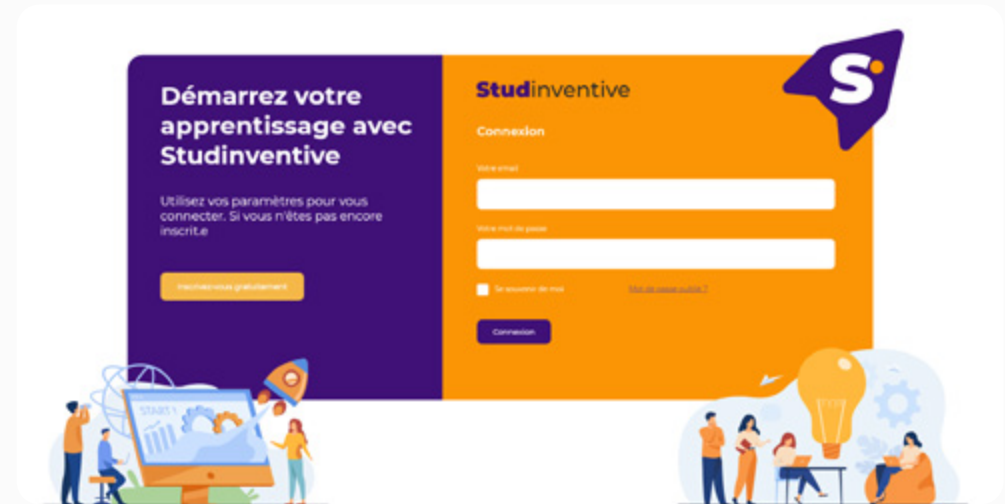 Démarrez votre
apprentissage avec
Studinventive
Utilisez vos paramètres pour vous
connecter. Si vous n'êtes pas encore
inscrit.e
Inscrivez-vous gratuitement
Studinventive
Connexion
Votre email
Votre mot de passe
Se souvenir de moi
Mot de passe oublié ?
Connexion
S
START !